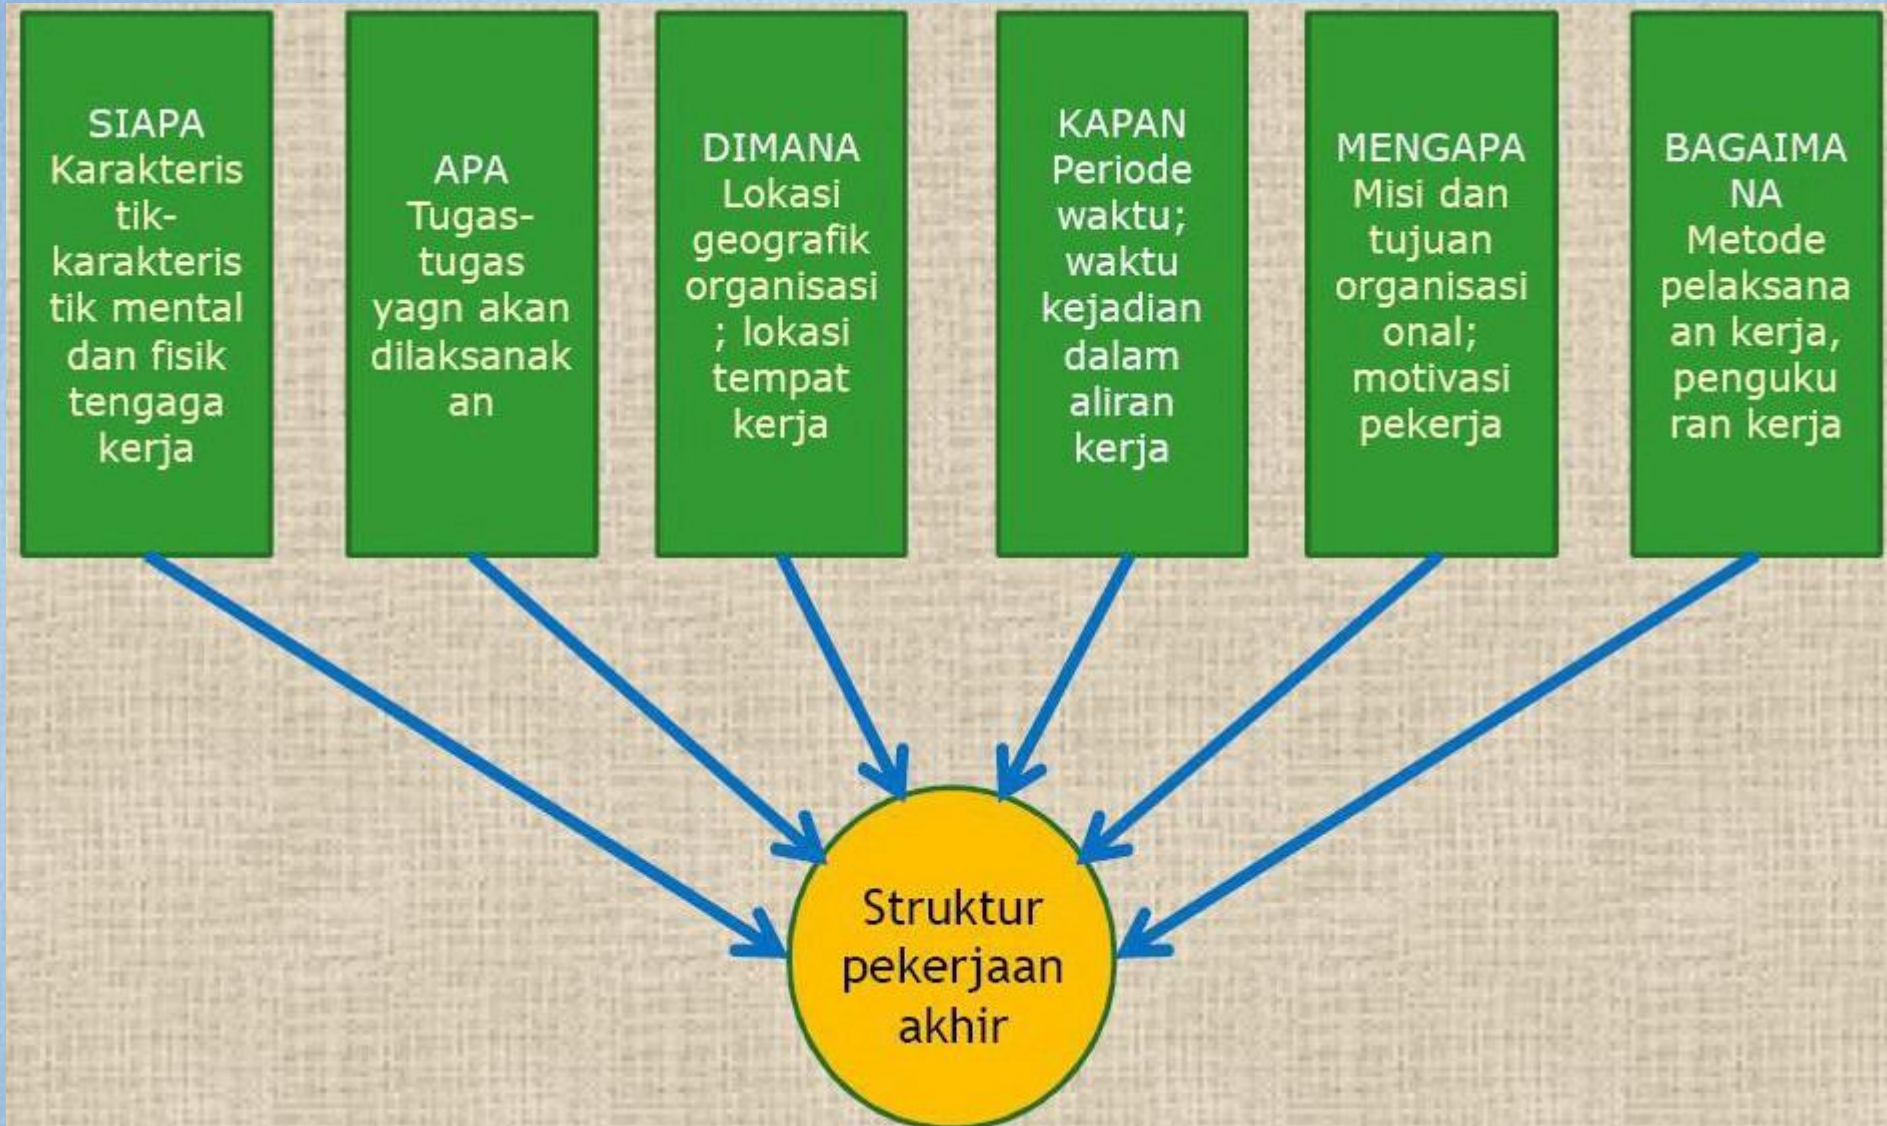 SIAPA
Karakteris
tik-
karakteris
tik mental
dan fisik
tengaga
kerja
APA
Tugas-
tugas
yagn akan
dilaksanak
an
DIMANA
Lokasi
geografik
organisasi
; lokasi
tempat
kerja
KAPAN
Periode
waktu;
waktu
kejadian
dalam
aliran
kerja
MENGAPA
Misi dan
tujuan
organisasi
onal;
motivasi
pekerja
BAGAIMA
NA
Metode
pelaksana
an kerja,
penguku
ran kerja
Struktur
pekerjaan
akhir